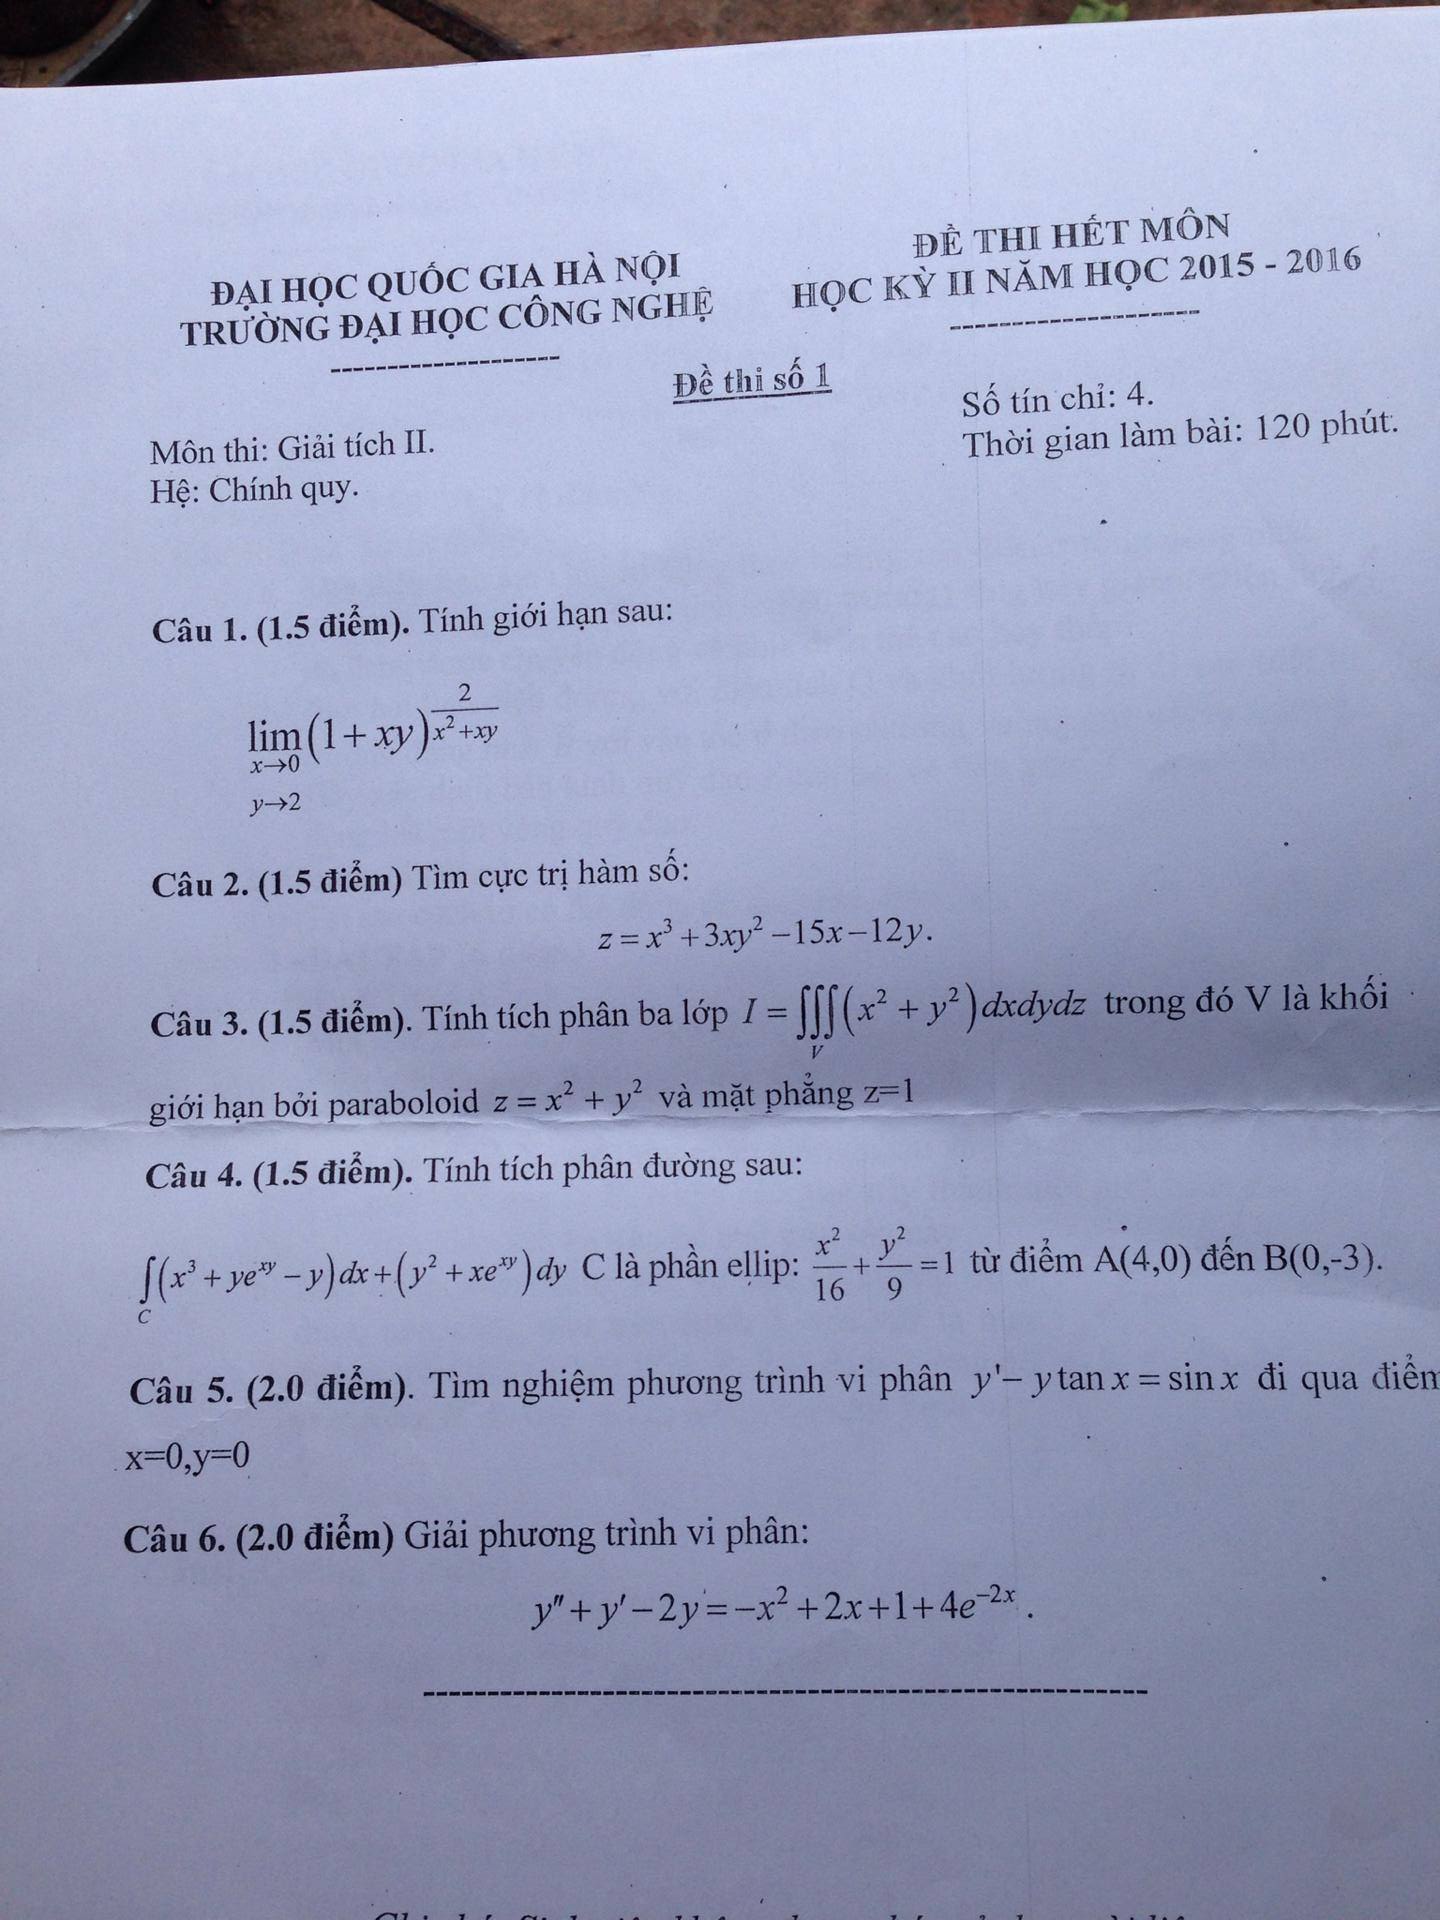 ĐẠI HỌC QUỐC GIA HÀ NỘI
TRƯỜNG ĐẠI HỌC CÔNG NGHỆ
--------------------
ĐỀ THI HẾT MÔN
HỌC KỲ II NĂM HỌC 2015 - 2016
--------------------
Đề thi số 1
Môn thi: Giải tích II.
Hệ: Chính quy.
Số tín chỉ: 4.
Thời gian làm bài: 120 phút.
Câu 1. (1.5 điểm). Tính giới hạn sau:
$\lim_{\substack{x \to 0 \\ y \to 2}} (1+xy)^{\frac{2}{x^2+xy}}$
Câu 2. (1.5 điểm) Tìm cực trị hàm số:
$z = x^3 + 3xy^2 - 15x - 12y.$
Câu 3. (1.5 điểm). Tính tích phân ba lớp $I = \iiint_V (x^2 + y^2) dxdydz$ trong đó V là khối
giới hạn bởi paraboloid $z = x^2 + y^2$ và mặt phẳng z=1
Câu 4. (1.5 điểm). Tính tích phân đường sau:
$\int_C (x^3 + ye^{xy} - y) dx + (y^2 + xe^{xy}) dy$ C là phần ellip: $\frac{x^2}{16} + \frac{y^2}{9} = 1$ từ điểm A(4,0) đến B(0,-3).
Câu 5. (2.0 điểm). Tìm nghiệm phương trình vi phân $y' - y \tan x = \sin x$ đi qua điểm
x=0,y=0
Câu 6. (2.0 điểm) Giải phương trình vi phân:
$y'' + y' - 2y = -x^2 + 2x + 1 + 4e^{-2x}.$